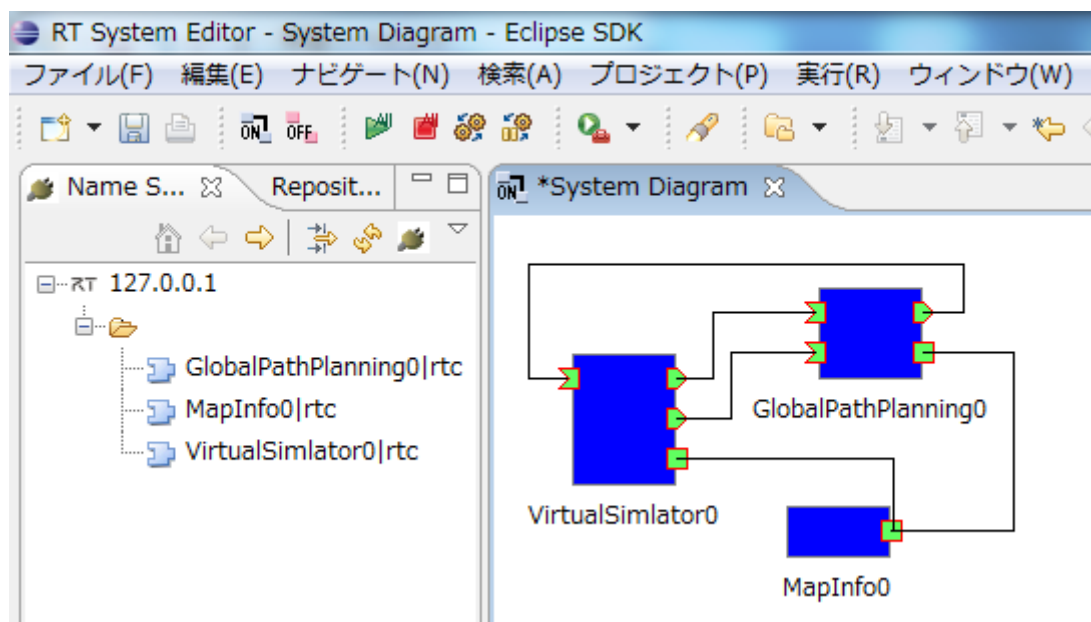 RT System Editor - System Diagram - Eclipse SDK
ファイル(F) 編集(E) ナビゲート(N) 検索(A) プロジェクト(P) 実行(R) ウィンドウ(W)
ON OFF
Name S... Reposit... ON *System Diagram
RT 127.0.0.1
GlobalPathPlanning0|rtc
MapInfo0|rtc
VirtualSimlator0|rtc
GlobalPathPlanning0
VirtualSimlator0
MapInfo0